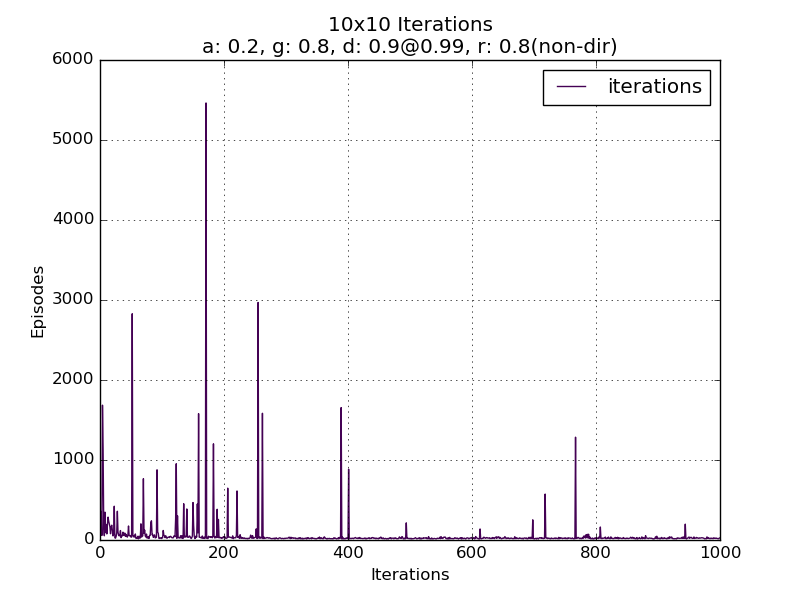 10x10 Iterations
a: 0.2, g: 0.8, d: 0.9@0.99, r: 0.8(non-dir)
iterations
6000
5000
4000
3000
2000
1000
0
Episodes
0 200 400 600 800 1000
Iterations